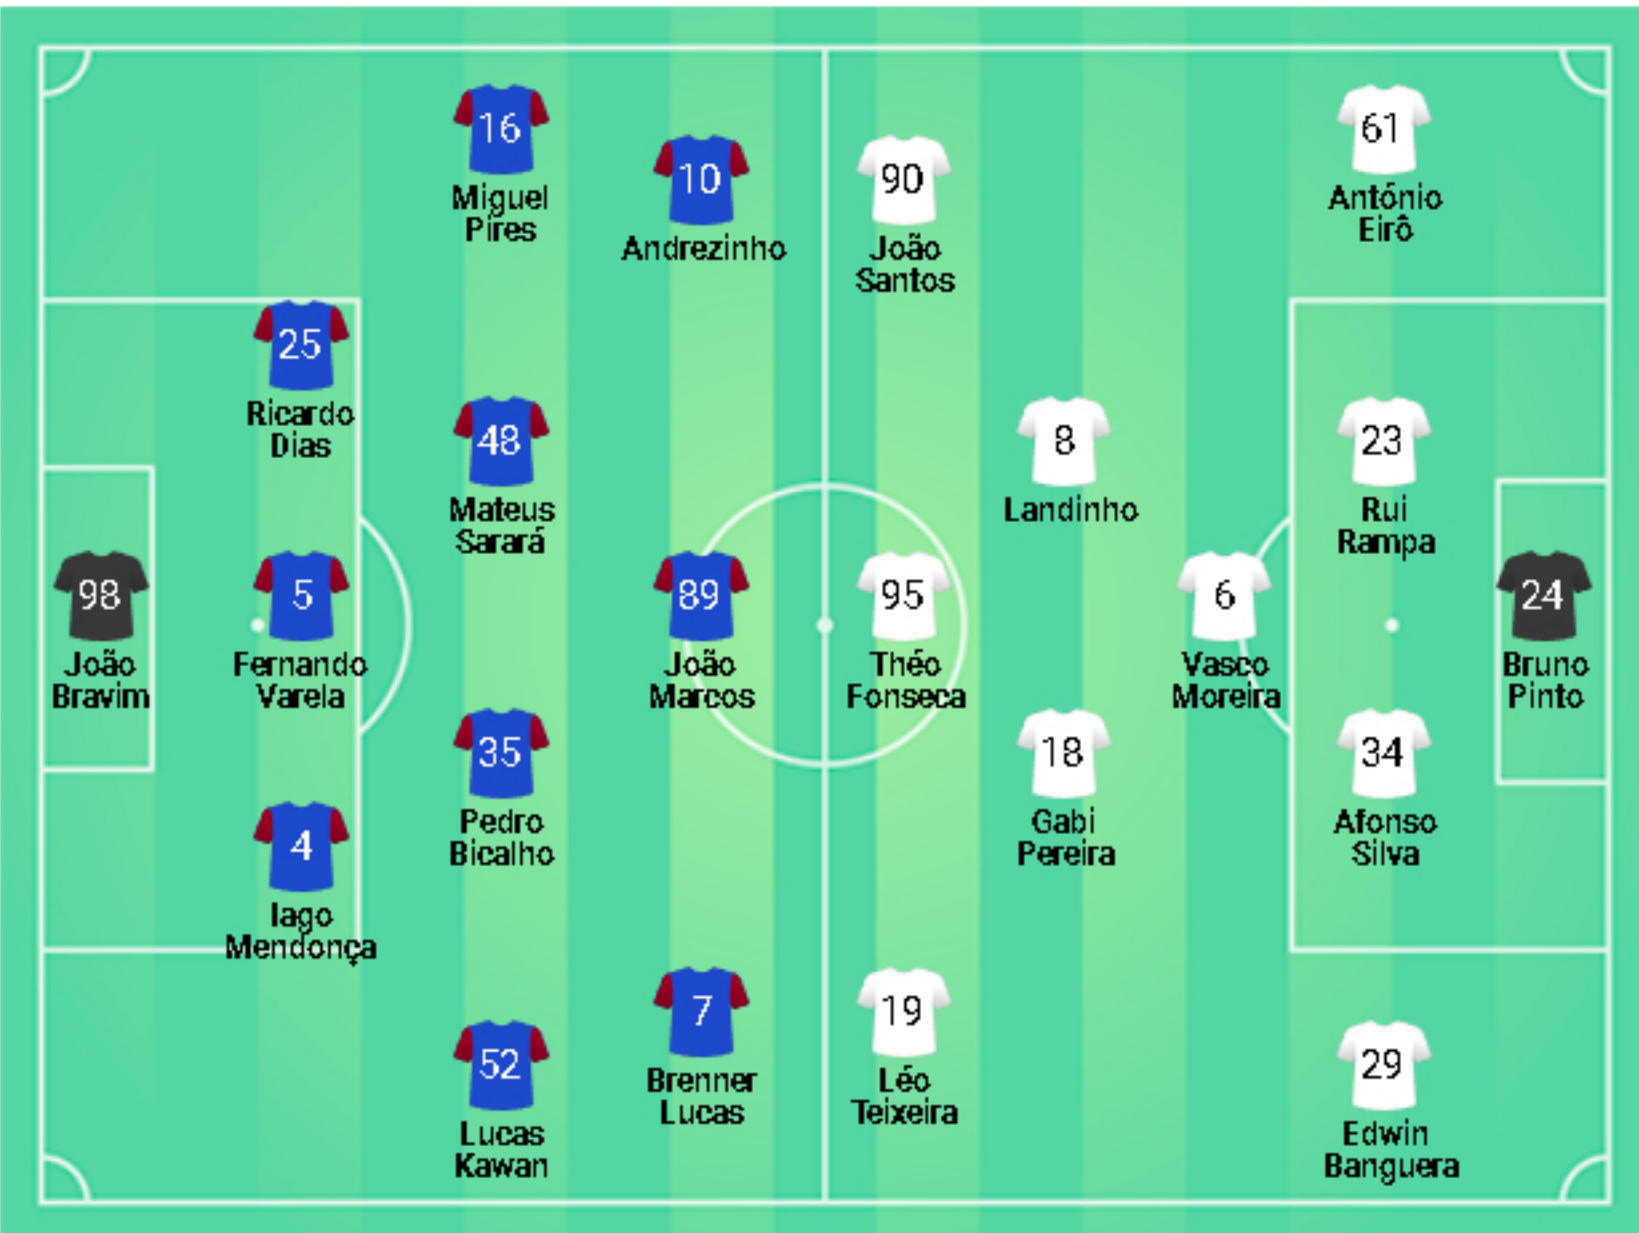 16
Miguel
Pires
10
Andrezinho
90
João
Santos
61
António
Eirô
25
Ricardo
Dias
48
Mateus
Sarará
8
Landinho
23
Rui
Rampa
98
João
Bravim
5
Fernando
Varela
89
João
Marcos
95
Théo
Fonseca
6
Vasco
Moreira
24
Bruno
Pinto
35
Pedro
Bicalho
18
Gabi
Pereira
34
Afonso
Silva
4
Iago
Mendonça
7
Brenner
Lucas
19
Léo
Teixeira
52
Lucas
Kawan
29
Edwin
Banguera